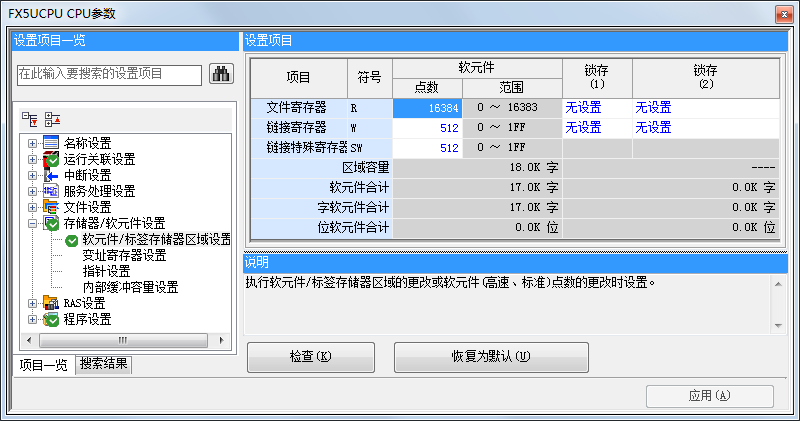 FX5UCPU CPU参数
设置项目一览
在此输入要搜索的设置项目
名称设置
运行关联设置
中断设置
服务处理设置
文件设置
存储器/软元件设置
软元件/标签存储器区域设置
变址寄存器设置
指针设置
内部缓冲容量设置
RAS设置
程序设置
项目一览 搜索结果
设置项目
项目 符号 软元件 锁存(1) 锁存(2)
点数 范围
文件寄存器 R 16384 0 ～ 16383 无设置 无设置
链接寄存器 W 512 0 ～ 1FF 无设置 无设置
链接特殊寄存器 SW 512 0 ～ 1FF
区域容量 18.0K 字 ----
软元件合计 17.0K 字 0.0K 字
字软元件合计 17.0K 字 0.0K 字
位软元件合计 0.0K 位 0.0K 位
说明
执行软元件/标签存储器区域的更改或软元件(高速、标准)点数的更改时设置。
检查(K) 恢复为默认(U)
应用(A)